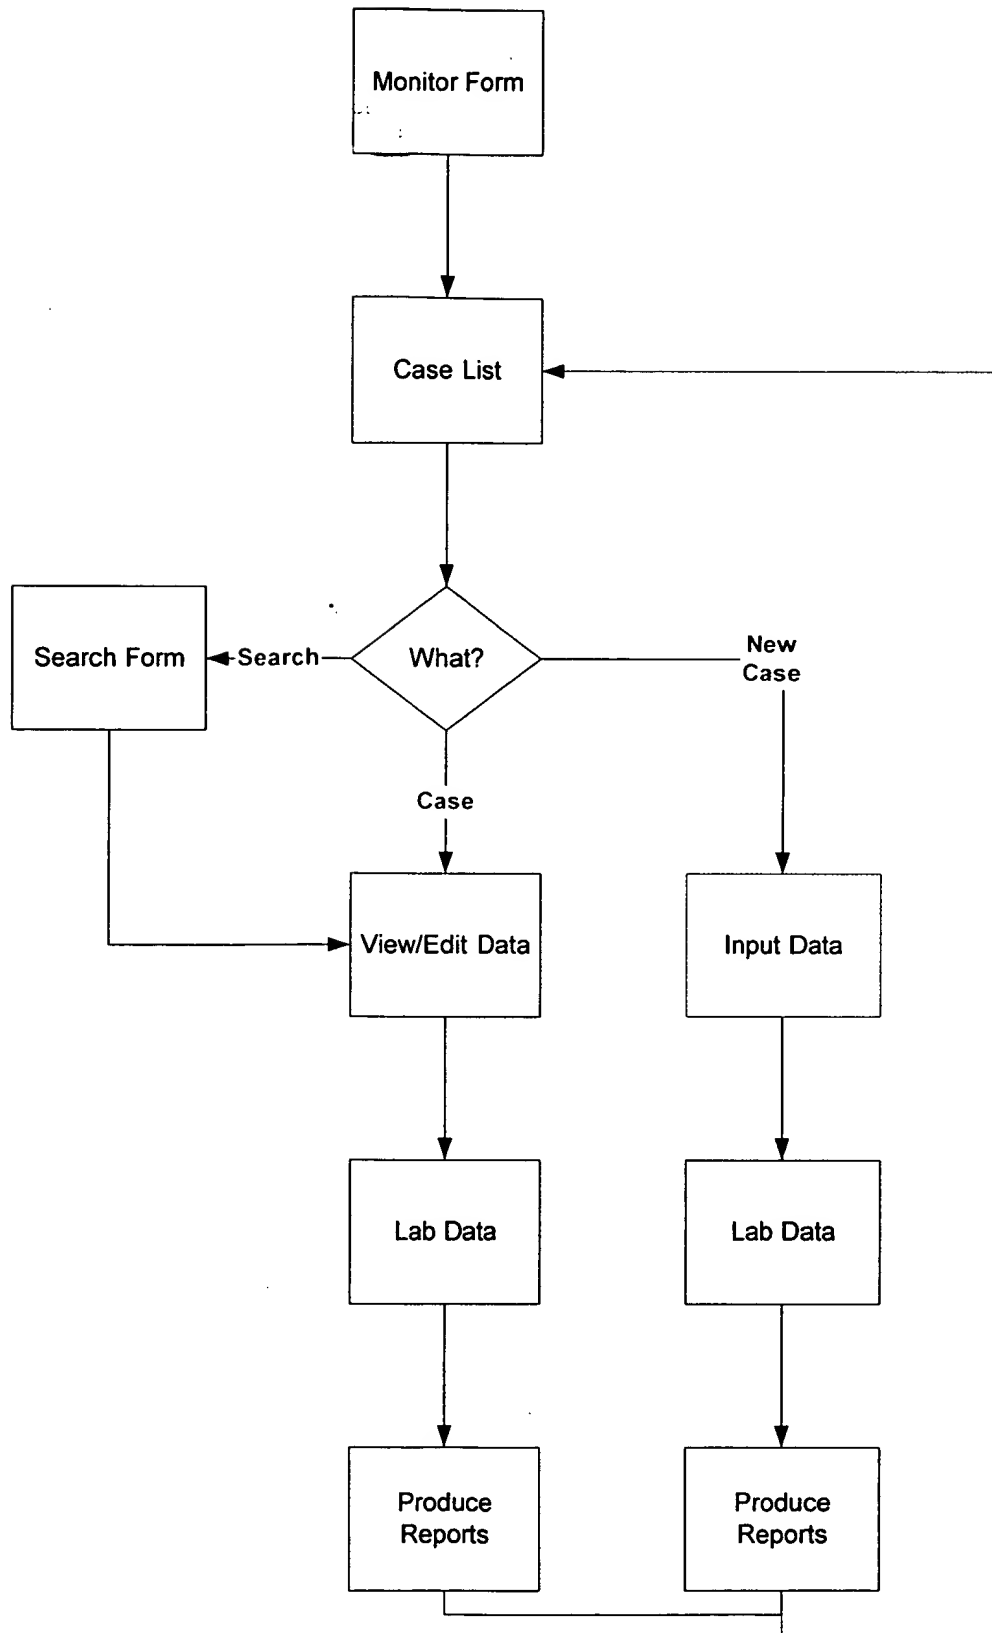 Monitor Form
Case List
Search Form
Search
What?
New
Case
Case
View/Edit Data
Input Data
Lab Data
Lab Data
Produce
Reports
Produce
Reports